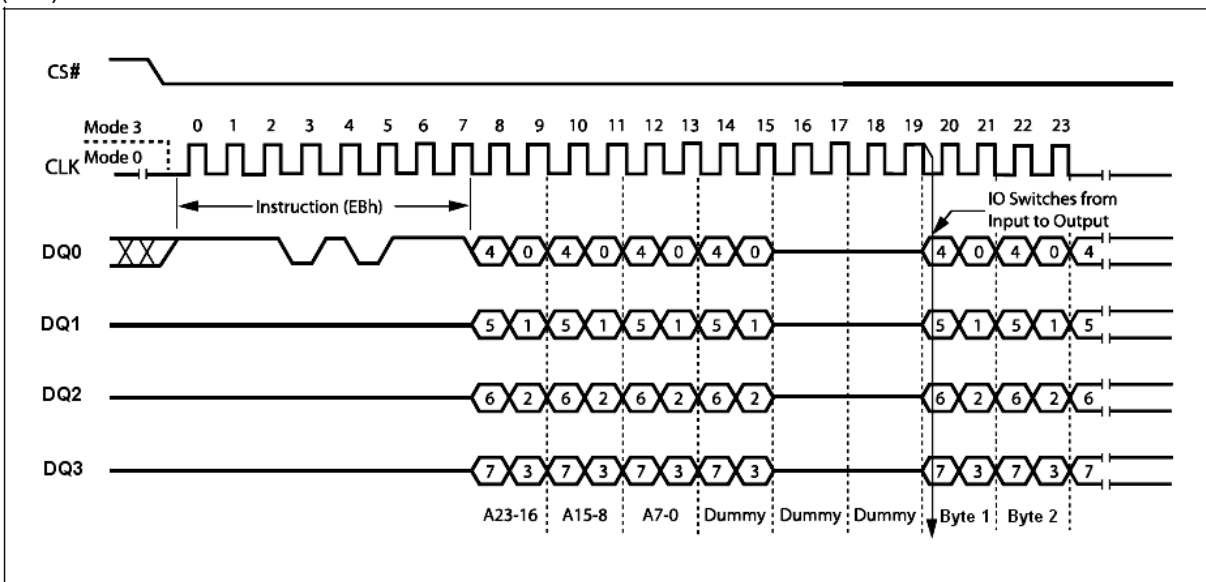 CS#
Mode 3
0 1 2 3 4 5 6 7 8 9 10 11 12 13 14 15 16 17 18 19 20 21 22 23
CLK Mode 0
Instruction (EBh)
IO Switches from
Input to Output
DQ0 4 0 4 0 4 0 4 0 4 0 4 0 4
DQ1 5 1 5 1 5 1 5 1 5 1 5 1 5
DQ2 6 2 6 2 6 2 6 2 6 2 6 2 6
DQ3 7 3 7 3 7 3 7 3 7 3 7 3 7
A23-16 A15-8 A7-0 Dummy Dummy Dummy Byte 1 Byte 2